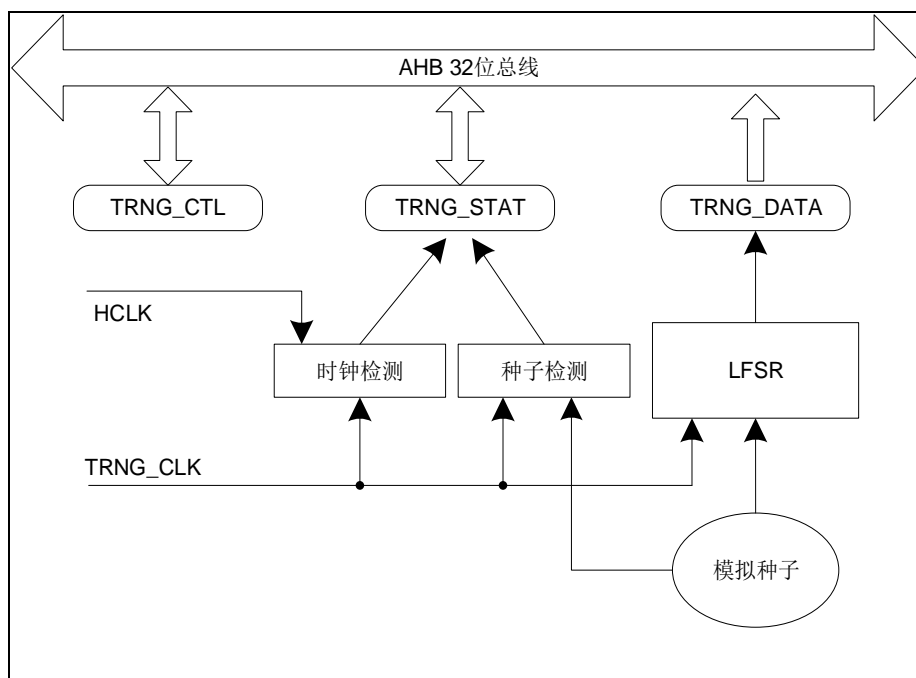 AHB 32位总线
TRNG_CTL
TRNG_STAT
TRNG_DATA
HCLK
时钟检测
种子检测
LFSR
TRNG_CLK
模拟种子